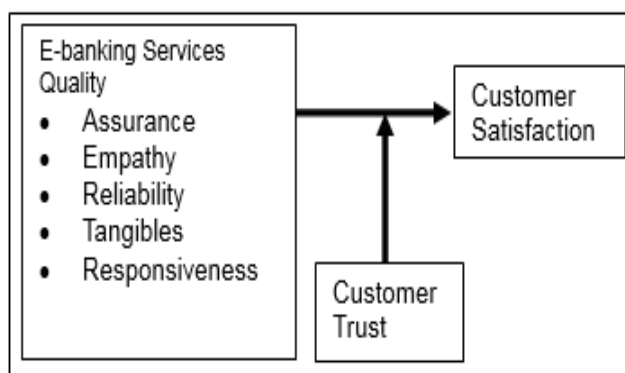 E-banking Services
Quality
• Assurance
• Empathy
• Reliability
• Tangibles
• Responsiveness
Customer
Satisfaction
Customer
Trust